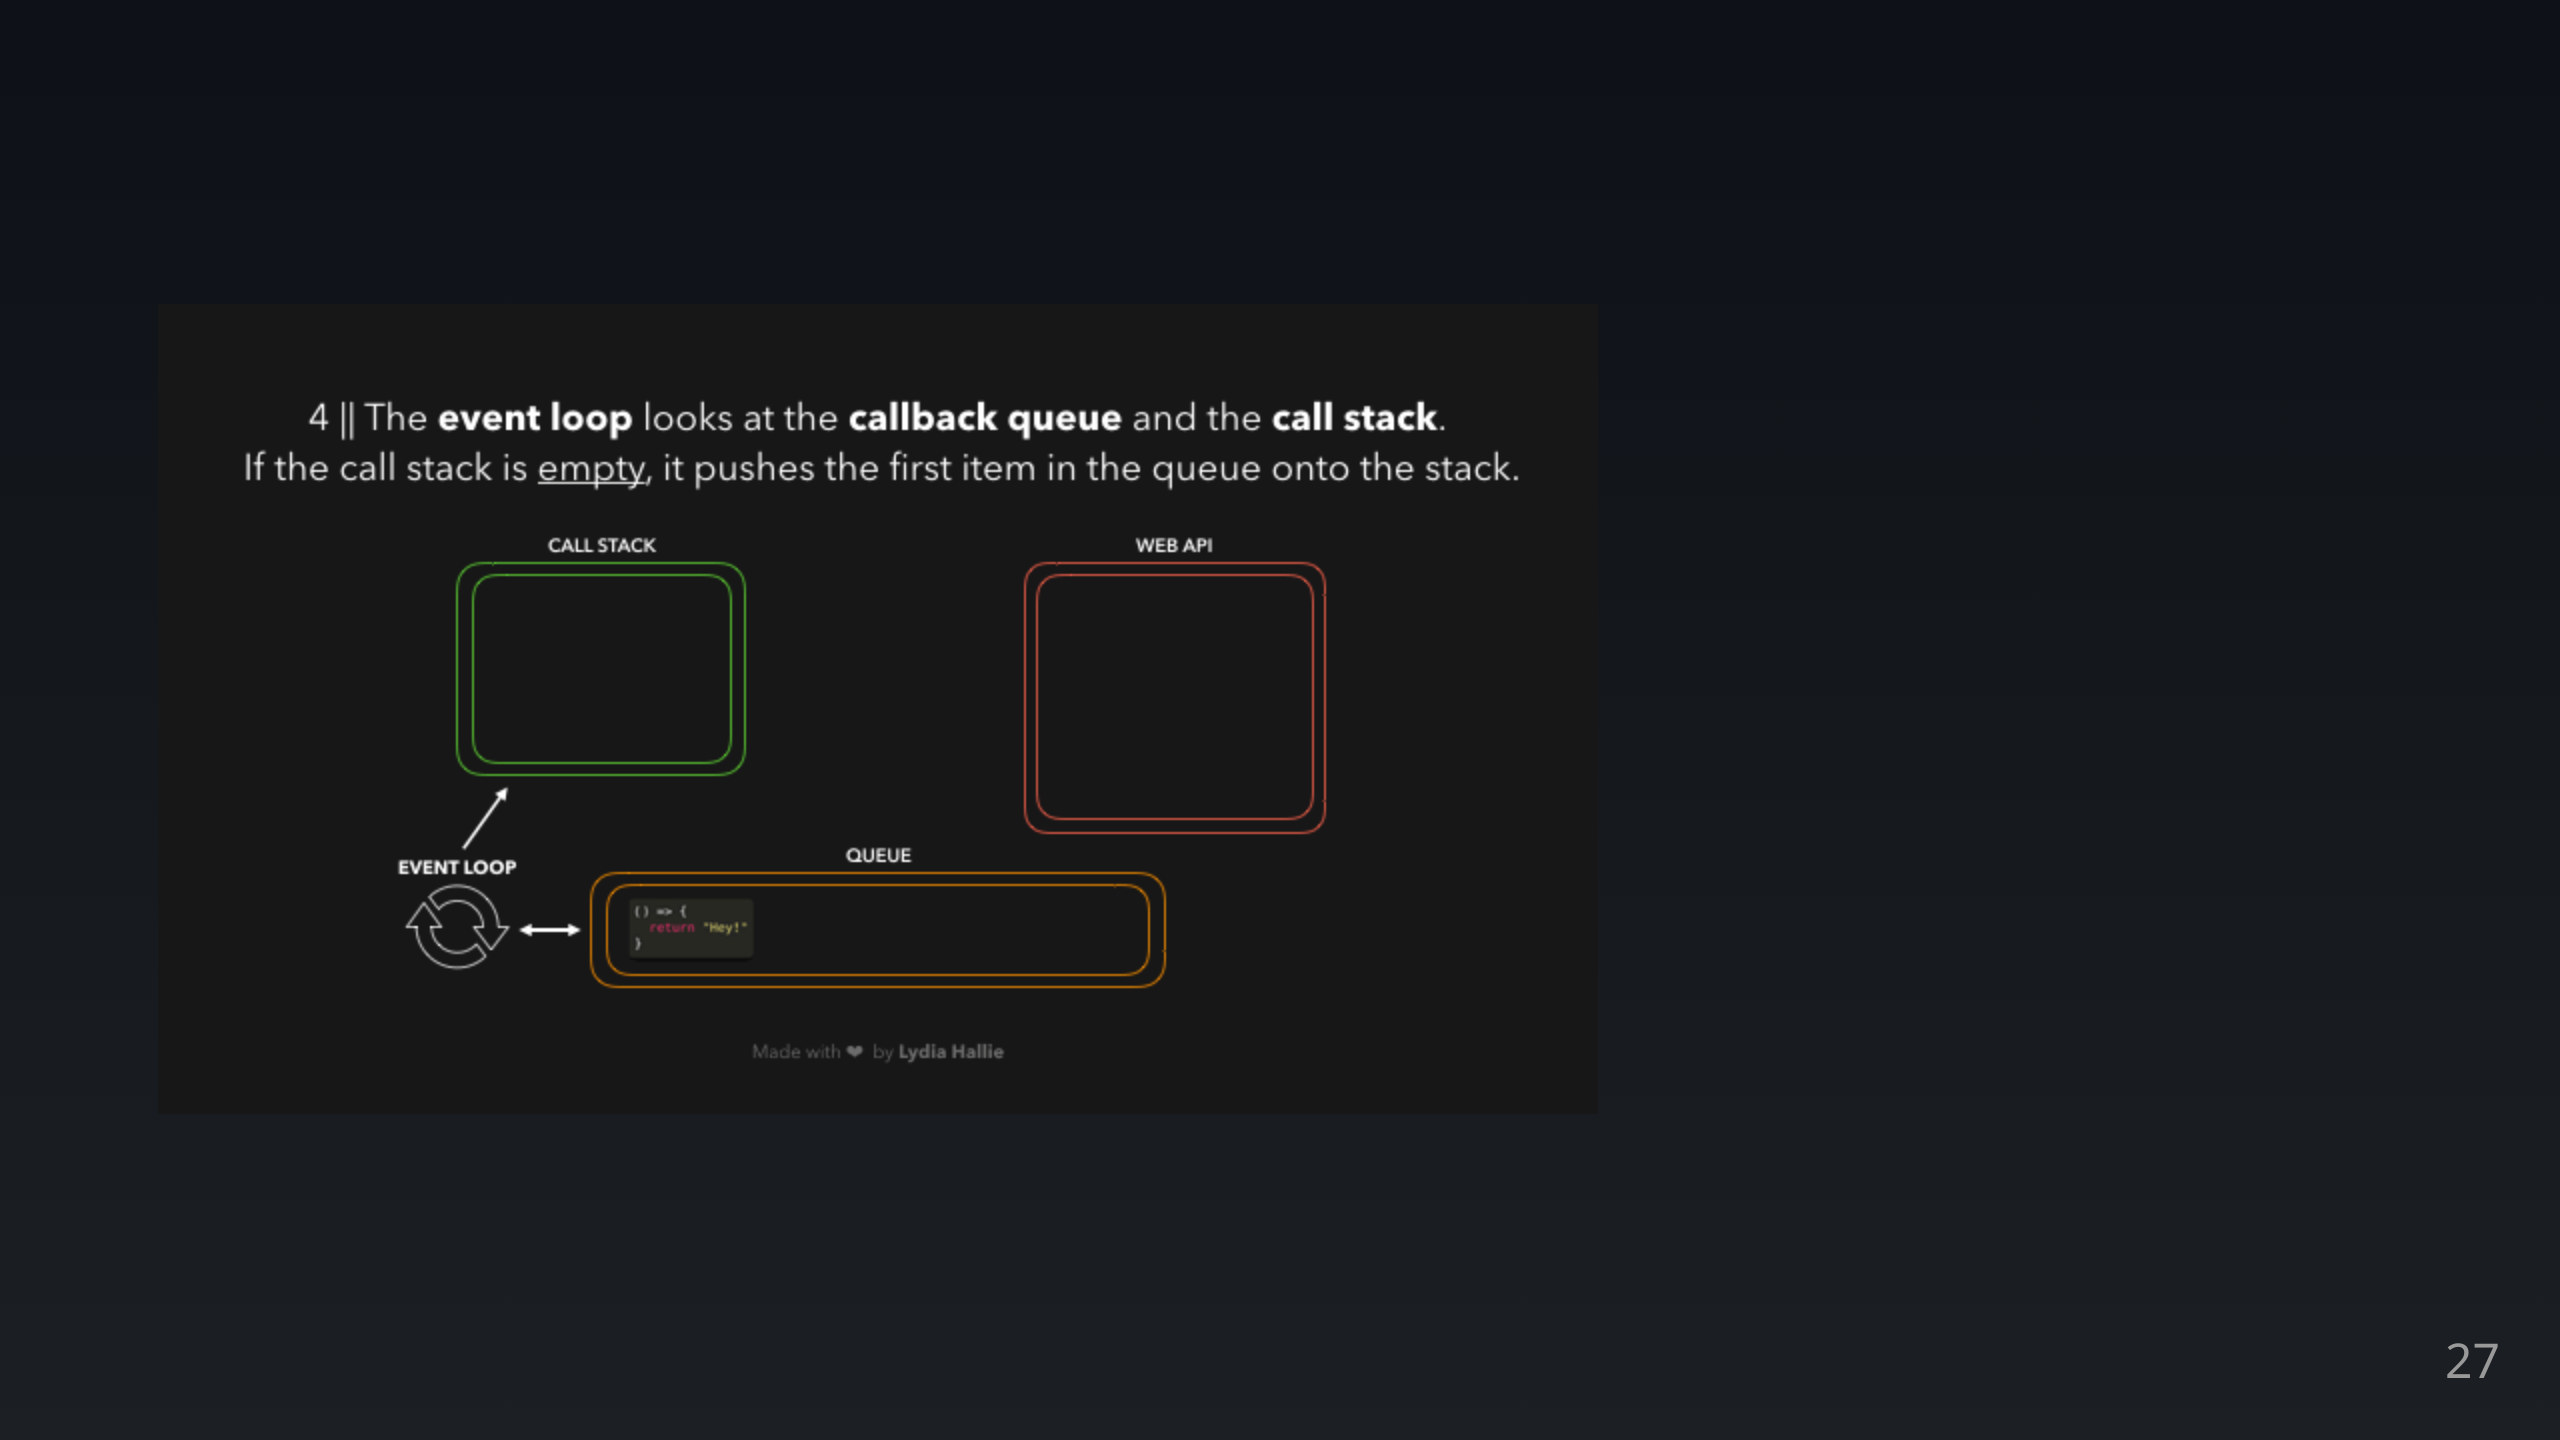 4 || The event loop looks at the callback queue and the call stack.
If the call stack is empty, it pushes the first item in the queue onto the stack.
CALL STACK
WEB API
EVENT LOOP
QUEUE
() => {
return "Hey!"
}
Made with ❤ by Lydia Hallie
27